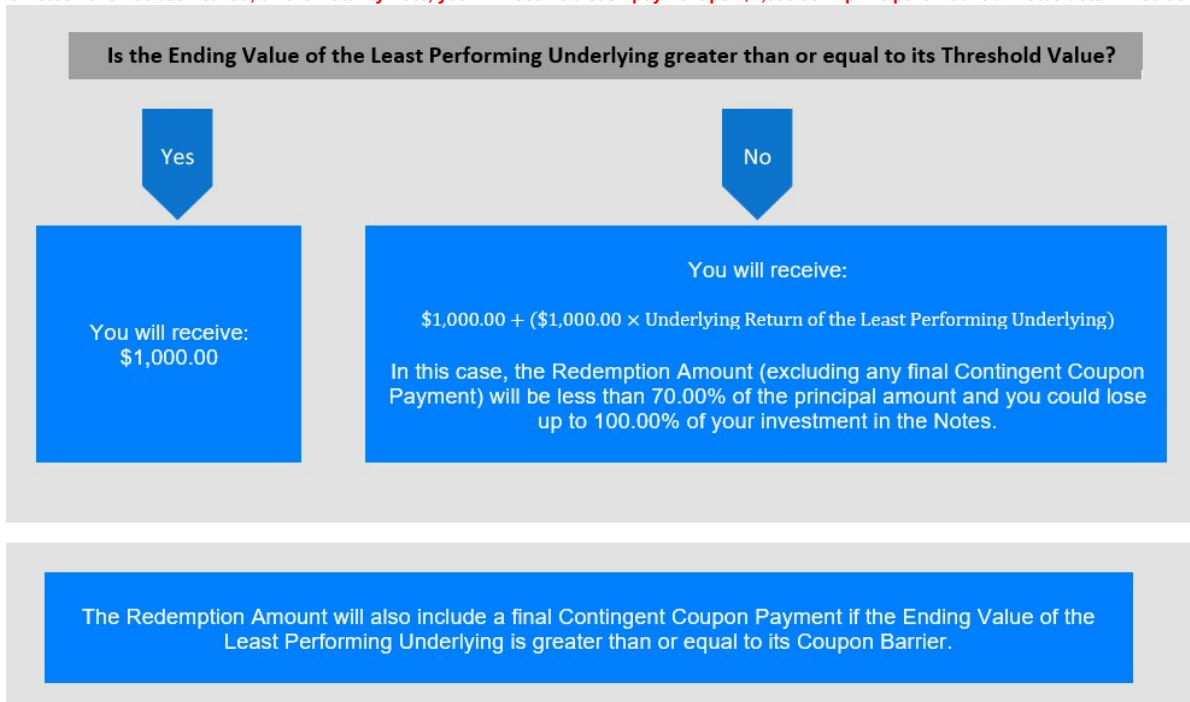 Is the Ending Value of the Least Performing Underlying greater than or equal to its Threshold Value?
Yes
No
You will receive:
$1,000.00
You will receive:
$1,000.00 + ($1,000.00 × Underlying Return of the Least Performing Underlying)
In this case, the Redemption Amount (excluding any final Contingent Coupon
Payment) will be less than 70.00% of the principal amount and you could lose
up to 100.00% of your investment in the Notes.
The Redemption Amount will also include a final Contingent Coupon Payment if the Ending Value of the
Least Performing Underlying is greater than or equal to its Coupon Barrier.